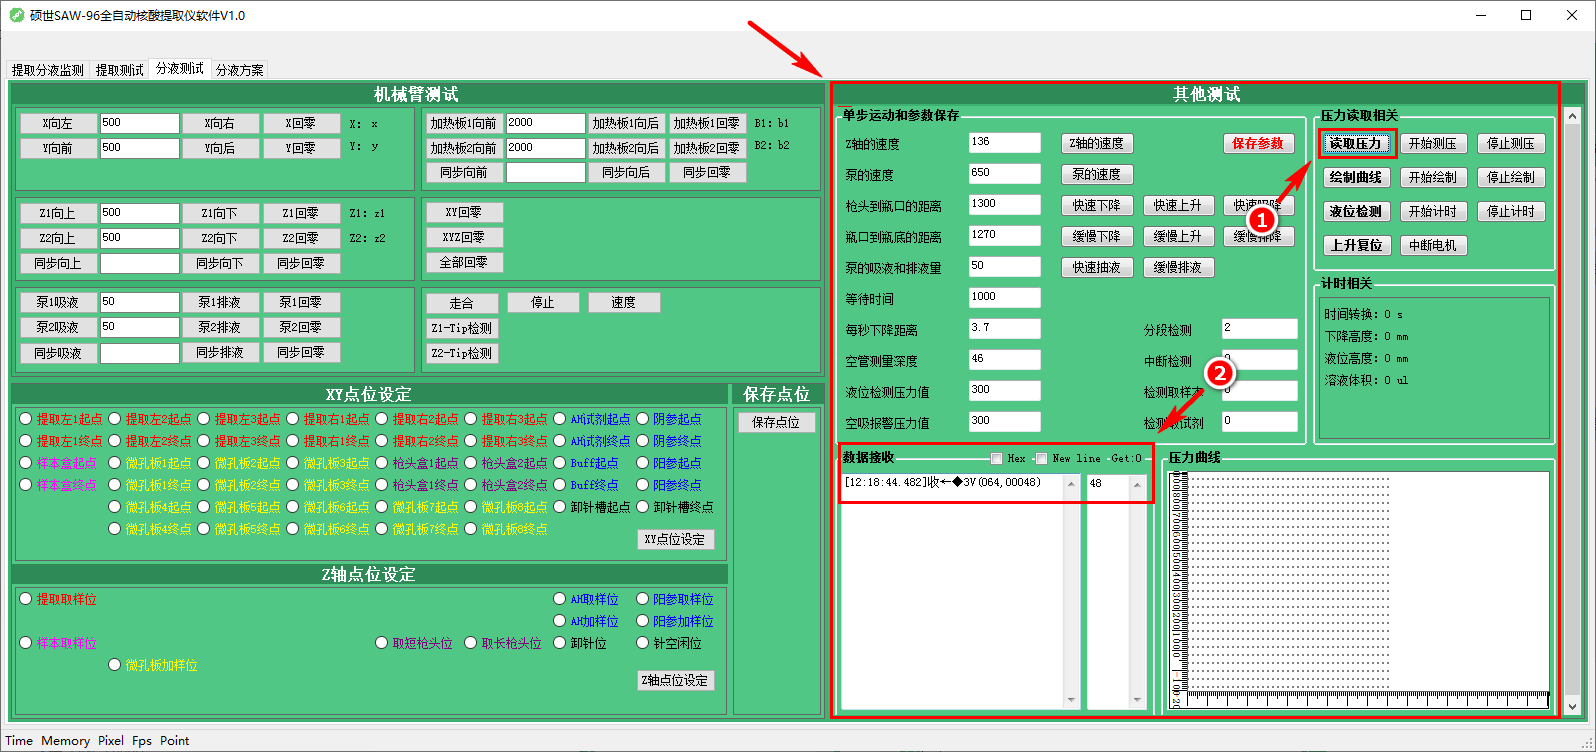 硕世SAW-96全自动核酸提取仪软件V1.0
提取分液监测 提取测试 分液测试 分液方案
机械臂测试
X向左 500 X向右 X回零 X: x
Y向前 500 Y向后 Y回零 Y: y
加热板1向前 2000 加热板1向后 加热板1回零 B1: b1
加热板2向前 2000 加热板2向后 加热板2回零 B2: b2
同步向前 同步向后 同步回零
Z1向上 500 Z1向下 Z1回零 Z1: z1
Z2向上 500 Z2向下 Z2回零 Z2: z2
同步向上 同步向下 同步回零
XY回零
XYZ回零
全部回零
泵1吸液 50 泵1排液 泵1回零
泵2吸液 50 泵2排液 泵2回零
同步吸液 同步排液 同步回零
走合 停止 速度
Z1-Tip检测
Z2-Tip检测
XY点位设定
提取左1起点 提取左2起点 提取左3起点 提取右1起点 提取右2起点 提取右3起点 AH试剂起点 阴参起点
提取左1终点 提取左2终点 提取左3终点 提取右1终点 提取右2终点 提取右3终点 AH试剂终点 阴参终点
样本盒起点 微孔板1起点 微孔板2起点 微孔板3起点 枪头盒1起点 枪头盒2起点 Buff起点 阳参起点
样本盒终点 微孔板1终点 微孔板2终点 微孔板3终点 枪头盒1终点 枪头盒2终点 Buff终点 阳参终点
微孔板4起点 微孔板5起点 微孔板6起点 微孔板7起点 微孔板8起点 卸针槽起点 卸针槽终点
微孔板4终点 微孔板5终点 微孔板6终点 微孔板7终点 微孔板8终点
XY点位设定
保存点位
保存点位
Z轴点位设定
提取取样位 AH取样位 阳参取样位
AH加样位 阳参加样位
样本取样位 取短枪头位 取长枪头位 卸针位 针空闲位
微孔板加样位
Z轴点位设定
其他测试
单步运动和参数保存
Z轴的速度 136 Z轴的速度 保存参数
泵的速度 650 泵的速度
枪头到瓶口的距离 1300 快速下降 快速上升 快速
瓶口到瓶底的距离 1270 缓慢下降 缓慢上升 缓慢
泵的吸液和排液量 50 快速抽液 缓慢排液
等待时间 1000
每秒下降距离 3.7 分段检测 2
空管测量深度 46 中断检测
液位检测压力值 300 检测取样
空吸报警压力值 300 检测 试剂 0
1
2
压力读取相关
读取压力 开始测压 停止测压
绘制曲线 开始绘制 停止绘制
液位检测 开始计时 停止计时
上升复位 中断电机
计时相关
时间转换: 0 s
下降高度: 0 mm
液位高度: 0 mm
溶液体积: 0 ul
数据接收 Hex New line Get:0
[12:18:44.482]收←◆3V(064,00048) 48
压力曲线
Time Memory Pixel Fps Point